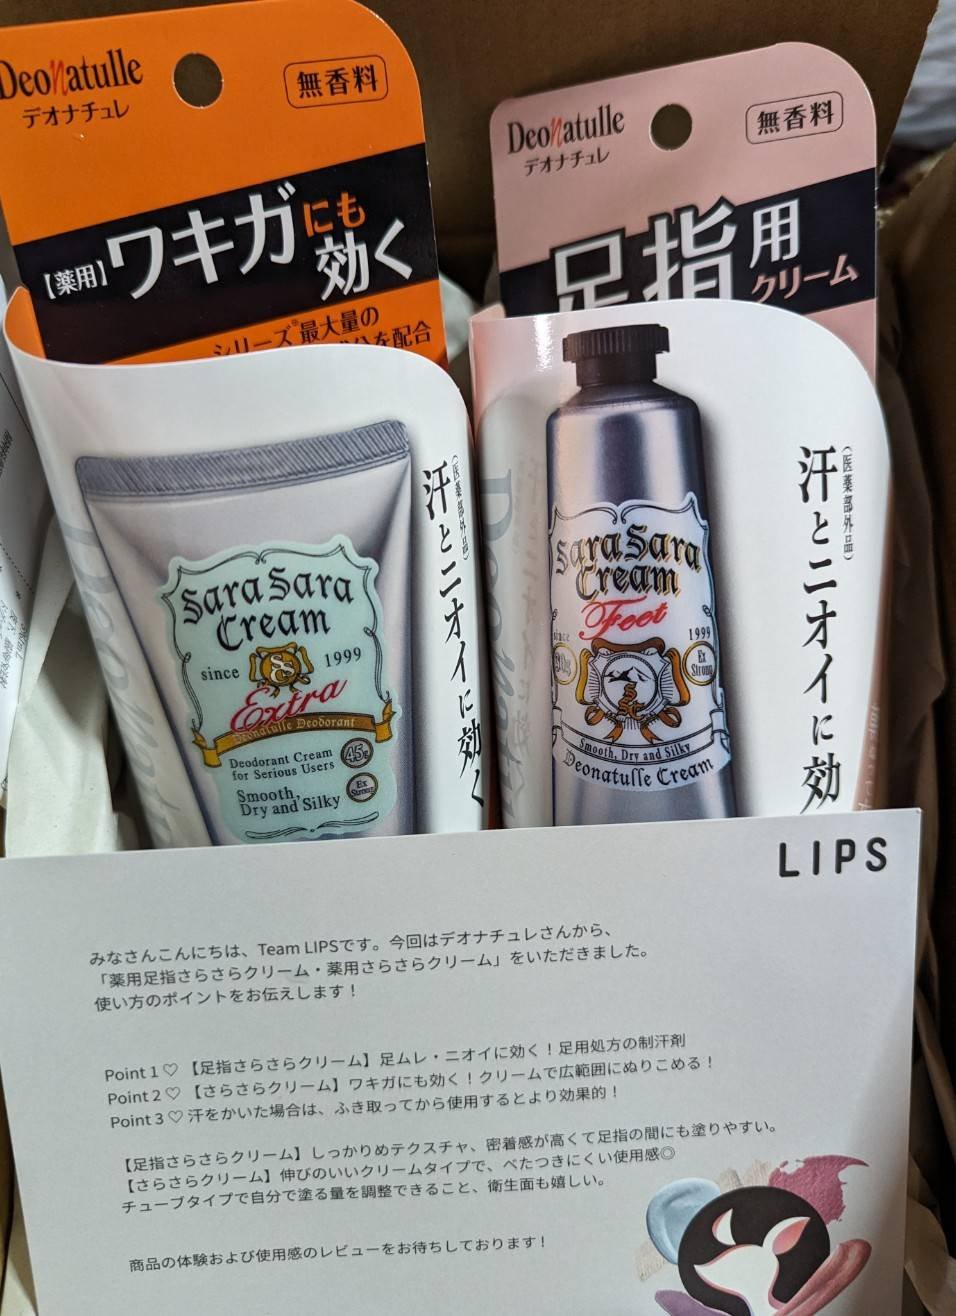 Deonatulle
デオナチュレ
無香料
【薬用】ワキガにも
効く
シリーズ最大量の
を配合
Sara Sara
Cream
since 1999
Extra
Deonatulle Deodorant
Deodorant Cream
for Serious Users
45g
Smooth,
Dry and Silky
Ex
Strong
(医薬部外品)
汗とニオイに効く
Deonatulle
デオナチュレ
無香料
足指用
クリーム
Sara Sara
Cream
Feet
since 1999
Ex
Strong
Smooth, Dry and Silky
Deonatulle Cream
(医薬部外品)
汗とニオイに効
LIPS
みなさんこんにちは、Team LIPSです。今回はデオナチュレさんから、
「薬用足指さらさらクリーム・薬用さらさらクリーム」をいただきました。
使い方のポイントをお伝えします！
Point 1♡【足指さらさらクリーム】足ムレ・ニオイに効く！足用処方の制汗剤
Point 2♡【さらさらクリーム】ワキガにも効く！クリームで広範囲にぬりこめる！
Point 3♡汗をかいた場合は、ふき取ってから使用するとより効果的！
【足指さらさらクリーム】しっかりめテクスチャ、密着感が高くて足指の間にも塗りやすい。
【さらさらクリーム】伸びのいいクリームタイプで、べたつきにくい使用感◎
チューブタイプで自分で塗る量を調整できること、衛生面も嬉しい。
商品の体験および使用感のレビューをお待ちしております！